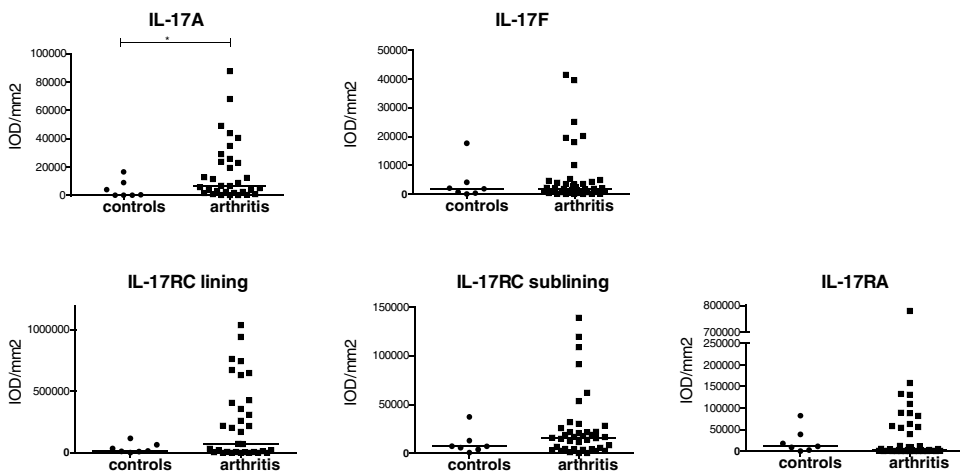 IL-17A
*
IOD/mm2
100000
80000
60000
40000
20000
0
controls arthritis
IL-17F
IOD/mm2
50000
40000
30000
20000
10000
0
controls arthritis
IL-17RC lining
IOD/mm2
1000000
500000
0
controls arthritis
IL-17RC sublining
IOD/mm2
150000
100000
50000
0
controls arthritis
IL-17RA
IOD/mm2
800000
700000
250000
200000
150000
100000
50000
0
controls arthritis